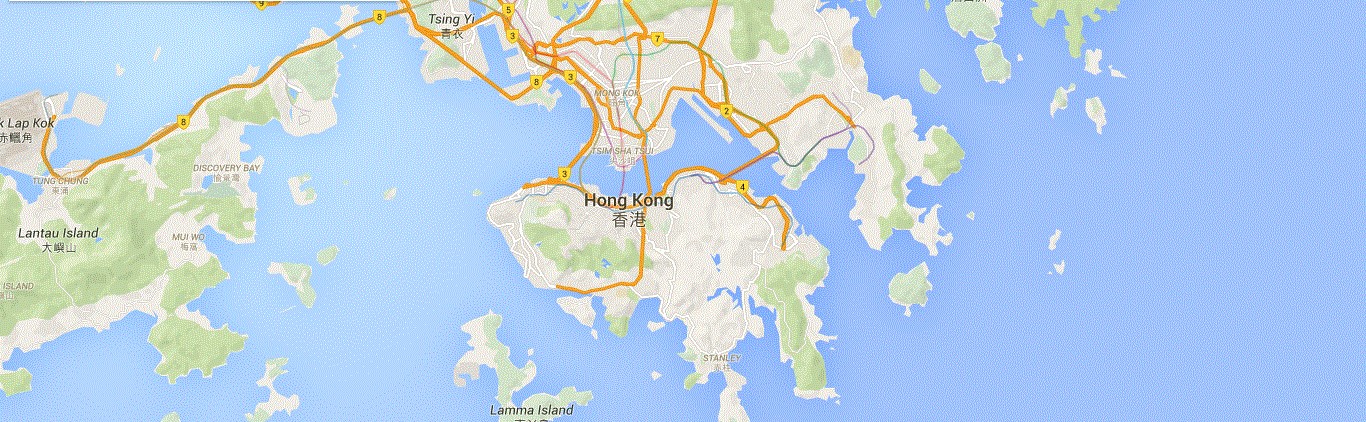 9
8
5
Tsing Yi
青衣
3
7
8
3
MONG KOK
旺角
2
k Lap Kok
赤鱲角
8
TSIM SHA TSUI
尖沙咀
DISCOVERY BAY
愉景灣
TUNG CHUNG
東涌
3
4
Hong Kong
香港
Lantau Island
大嶼山
MUI WO
梅窩
ISLAND
STANLEY
赤柱
Lamma Island